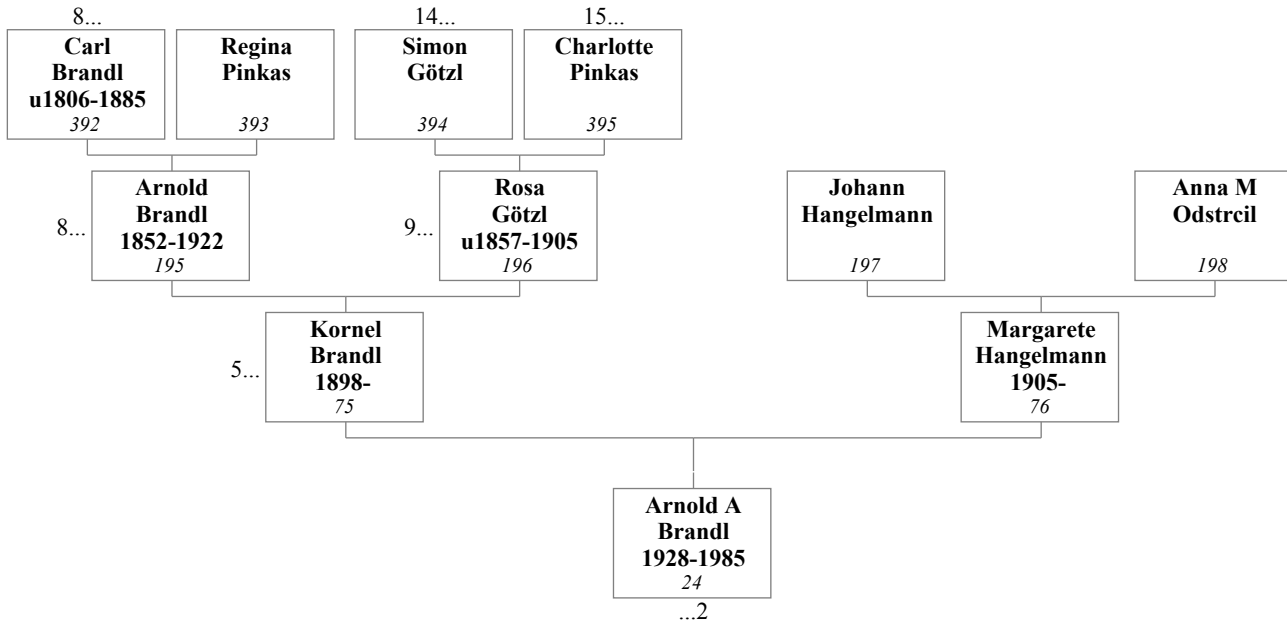 8...
Carl
Brandl
u1806-1885
392
Regina
Pinkas
393
14...
Simon
Götzl
394
15...
Charlotte
Pinkas
395
8...
Arnold
Brandl
1852-1922
195
9...
Rosa
Götzl
u1857-1905
196
Johann
Hangelmann
197
Anna M
Odstrcil
198
5...
Kornel
Brandl
1898-
75
Margarete
Hangelmann
1905-
76
Arnold A
Brandl
1928-1985
24
...2